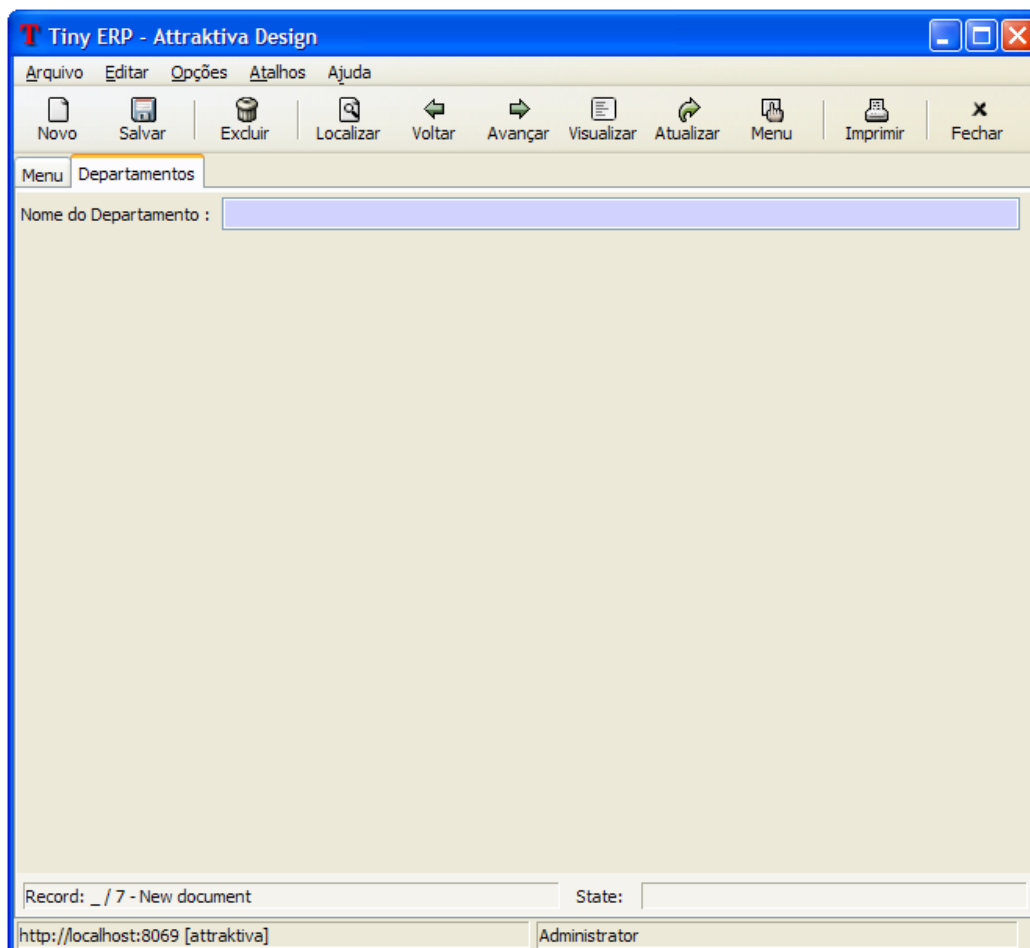 Tiny ERP - Attraktiva Design
Arquivo Editar Opções Atalhos Ajuda
Novo Salvar Excluir Localizar Voltar Avançar Visualizar Atualizar Menu Imprimir Fechar
Menu Departamentos
Nome do Departamento :
Record: _ / 7 - New document State:
http://localhost:8069 [attraktiva] Administrator